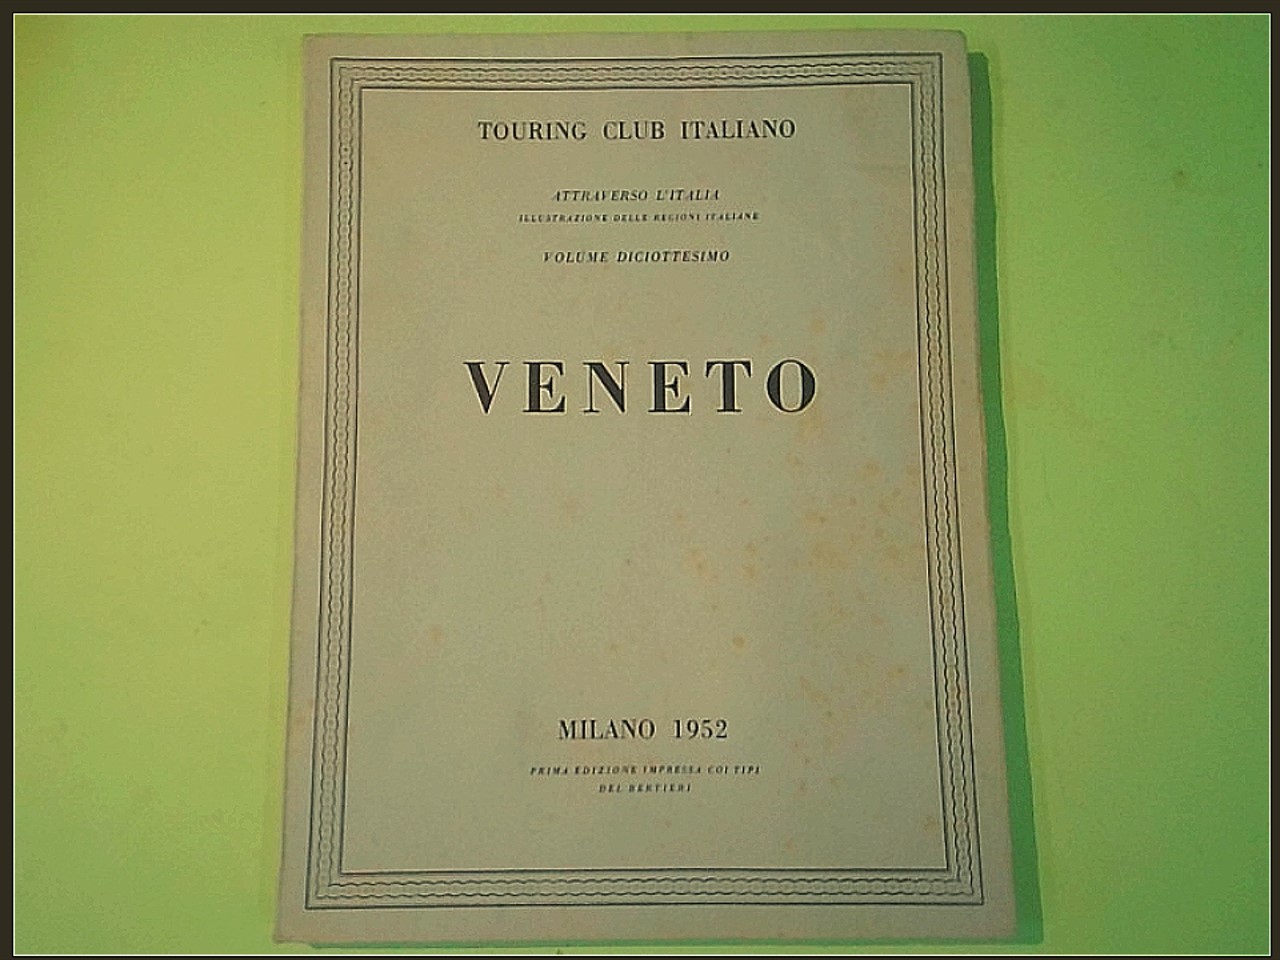 TOURING CLUB ITALIANO
ATTRAVERSO L'ITALIA
ILLUSTRAZIONE DELLE REGIONI ITALIANE
VOLUME DICIOTTESIMO
VENETO
MILANO 1952
PRIMA EDIZIONE IMPRESSA COI TIPI
DEL BERTIERI